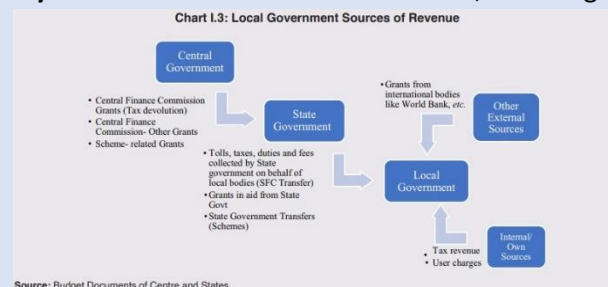 Chart I.3: Local Government Sources of Revenue
Central
Government
• Central Finance Commission
Grants (Tax devolution)
• Central Finance
Commission- Other Grants
• Scheme- related Grants
State
Government
• Tolls, taxes, duties and fees
collected by State
government on behalf of
local bodies (SFC Transfer)
• Grants in aid from State
Govt
• State Government Transfers
(Schemes)
• Grants from
international bodies
like World Bank, etc.
Other
External
Sources
Local
Government
• Tax revenue
• User charges
Internal/
Own
Sources
Source: Budget Documents of Centre and States